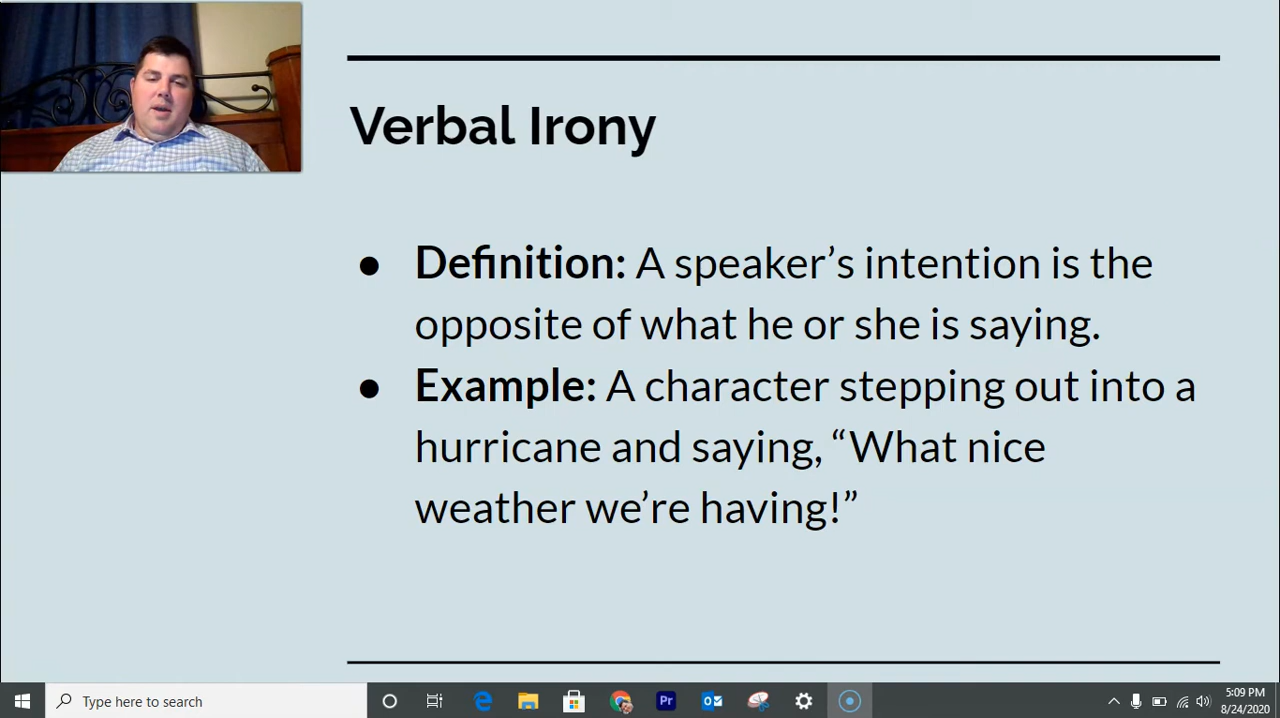 Verbal Irony
● Definition: A speaker’s intention is the
opposite of what he or she is saying.
● Example: A character stepping out into a
hurricane and saying, “What nice
weather we’re having!”
Type here to search
Pr
5:09 PM
8/24/2020